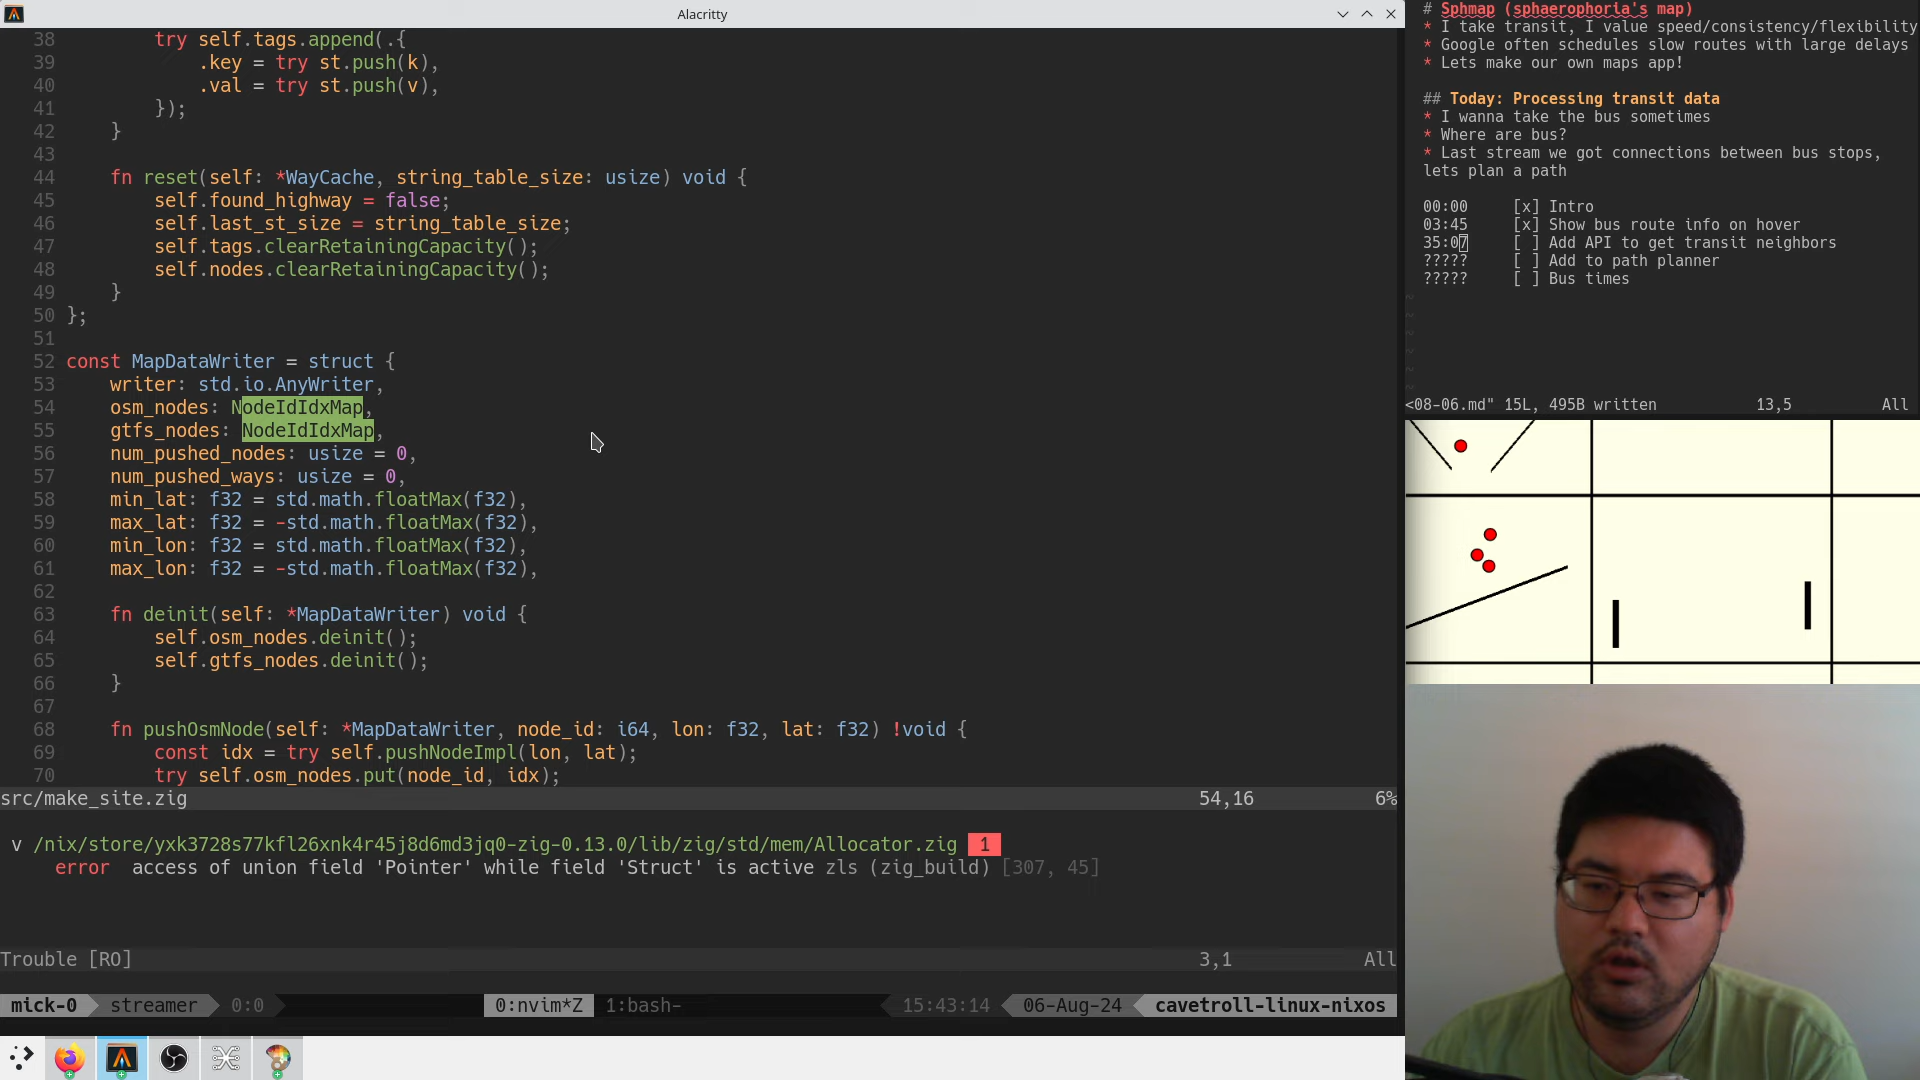 Alacritty
38 try self.tags.append(.{
39 .key = try st.push(k),
40 .val = try st.push(v),
41 });
42 }
43
44 fn reset(self: *WayCache, string_table_size: usize) void {
45 self.found_highway = false;
46 self.last_st_size = string_table_size;
47 self.tags.clearRetainingCapacity();
48 self.nodes.clearRetainingCapacity();
49 }
50 };
51
52 const MapDataWriter = struct {
53 writer: std.io.AnyWriter,
54 osm_nodes: NodeIdIdxMap,
55 gtfs_nodes: NodeIdIdxMap,
56 num_pushed_nodes: usize = 0,
57 num_pushed_ways: usize = 0,
58 min_lat: f32 = std.math.floatMax(f32),
59 max_lat: f32 = -std.math.floatMax(f32),
60 min_lon: f32 = std.math.floatMax(f32),
61 max_lon: f32 = -std.math.floatMax(f32),
62
63 fn deinit(self: *MapDataWriter) void {
64 self.osm_nodes.deinit();
65 self.gtfs_nodes.deinit();
66 }
67
68 fn pushOsmNode(self: *MapDataWriter, node_id: i64, lon: f32, lat: f32) !void {
69 const idx = try self.pushNodeImpl(lon, lat);
70 try self.osm_nodes.put(node_id, idx);
src/make_site.zig 54,16 6%
v /nix/store/yxk3728s77kfl26xnk4r45j8d6md3jq0-zig-0.13.0/lib/zig/std/mem/Allocator.zig 1
error access of union field 'Pointer' while field 'Struct' is active zls (zig_build) [307, 45]
Trouble [RO] 3,1 All
mick-0 streamer 0:0 0:nvim*Z 1:bash- 15:43:14 06-Aug-24 cavetroll-linux-nixos
# Sphmap (sphaerophoria's map)
* I take transit, I value speed/consistency/flexibility
* Google often schedules slow routes with large delays
* Lets make our own maps app!
## Today: Processing transit data
* I wanna take the bus sometimes
* Where are bus?
* Last stream we got connections between bus stops,
lets plan a path
00:00 [x] Intro
03:45 [x] Show bus route info on hover
35:07 [ ] Add API to get transit neighbors
????? [ ] Add to path planner
????? [ ] Bus times
~
~
~
~
~
~
<08-06.md" 15L, 495B written 13,5 All